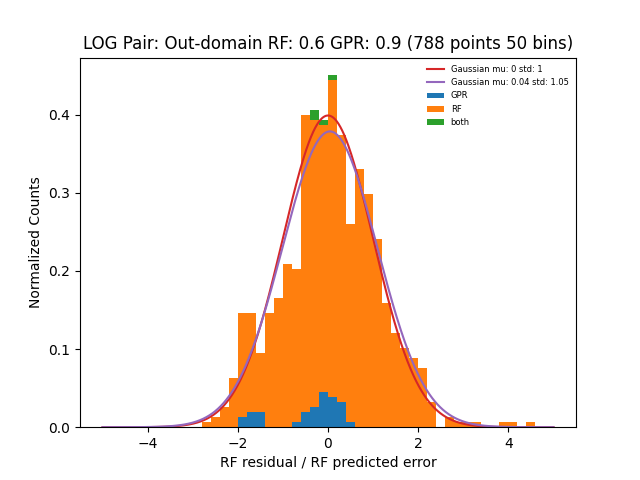 LOG Pair: Out-domain RF: 0.6 GPR: 0.9 (788 points 50 bins)
Gaussian mu: 0 std: 1
Gaussian mu: 0.04 std: 1.05
GPR
RF
both
Normalized Counts
0.4
0.3
0.2
0.1
0.0
−4 −2 0 2 4
RF residual / RF predicted error